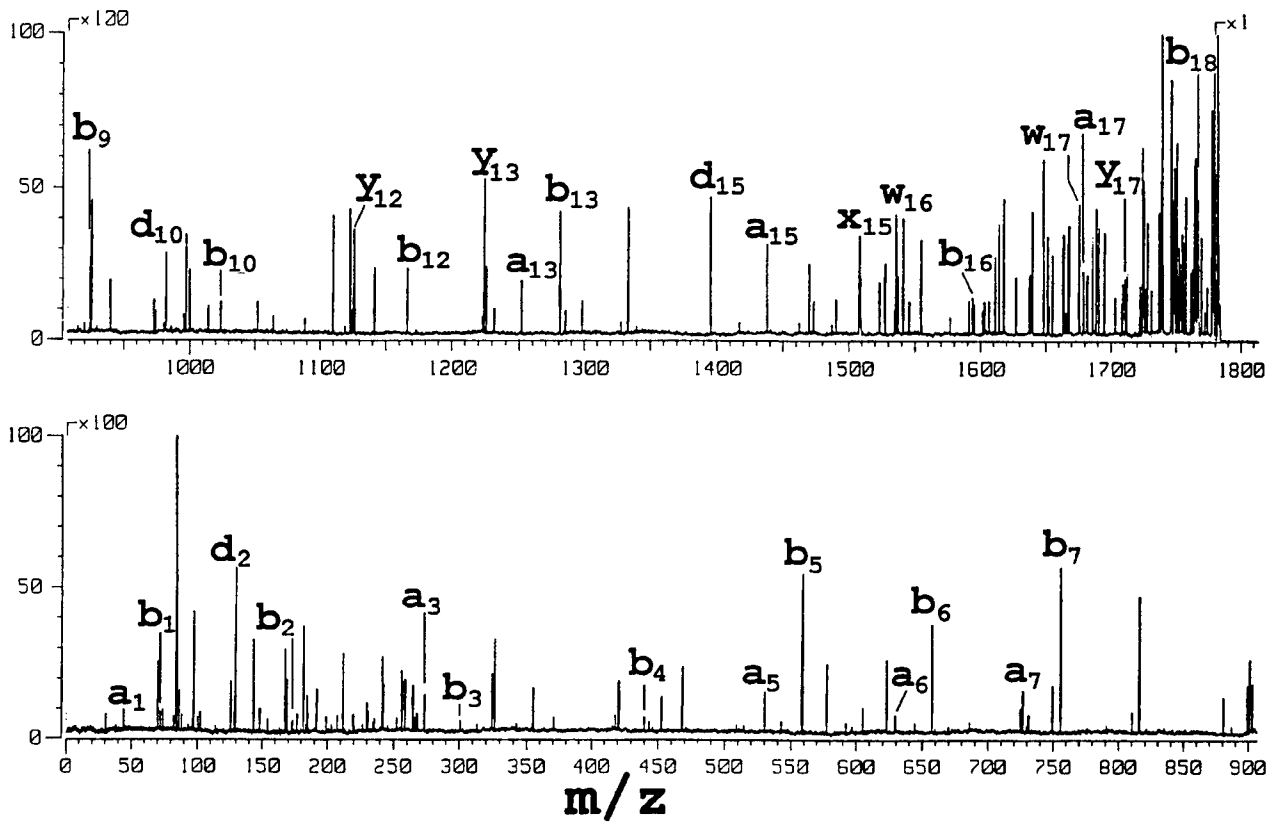 100 ×120 ×1
b18
w17 a17
b9 y13 y17
y12 d15
50 b13 w16
d10 x15
b10 b12 a13 a15 b16
0
1000 1100 1200 1300 1400 1500 1600 1700 1800
100 ×100
d2 b5 b7
50
b1 b2 a3 b6
a1 b3 b4 a5 a6 a7
0
0 50 100 150 200 250 300 350 400 450 500 550 600 650 700 750 800 850 900
m/z